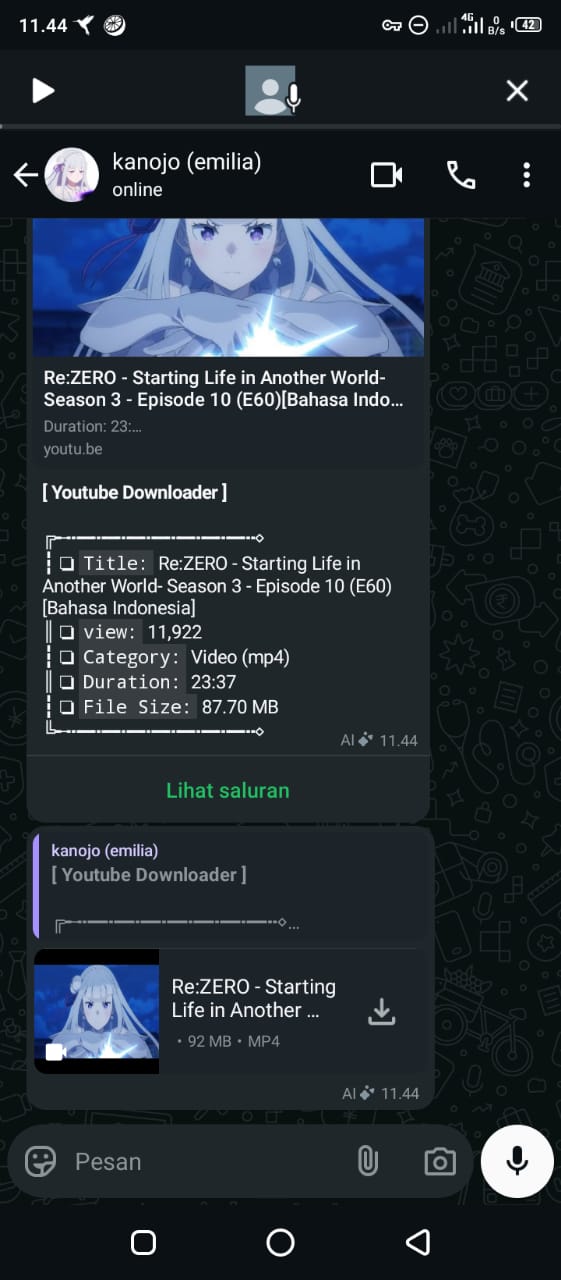 11.44
4G
0
B/s
42
kanojo (emilia)
online
Re:ZERO - Starting Life in Another World-
Season 3 - Episode 10 (E60)[Bahasa Indo...
Duration: 23:...
youtu.be
[ Youtube Downloader ]
❏ Title: Re:ZERO - Starting Life in
Another World- Season 3 - Episode 10 (E60)
[Bahasa Indonesia]
❏ view: 11,922
❏ Category: Video (mp4)
❏ Duration: 23:37
❏ File Size: 87.70 MB
AI 11.44
Lihat saluran
kanojo (emilia)
[ Youtube Downloader ]
...
Re:ZERO - Starting
Life in Another ...
• 92 MB • MP4
AI 11.44
Pesan